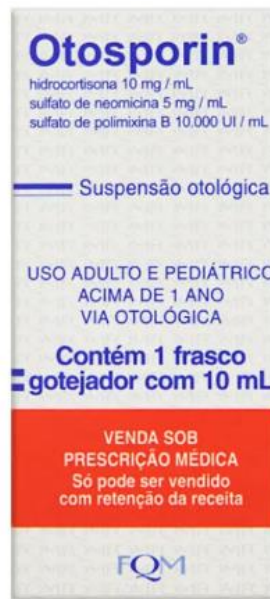 Otosporin®
hidrocortisona 10 mg / mL
sulfato de neomicina 5 mg / mL
sulfato de polimixina B 10.000 UI / mL
Suspensão otológica
USO ADULTO E PEDIÁTRICO
ACIMA DE 1 ANO
VIA OTOLÓGICA
Contém 1 frasco
gotejador com 10 mL
VENDA SOB
PRESCRIÇÃO MÉDICA
Só pode ser vendido
com retenção da receita
FQM